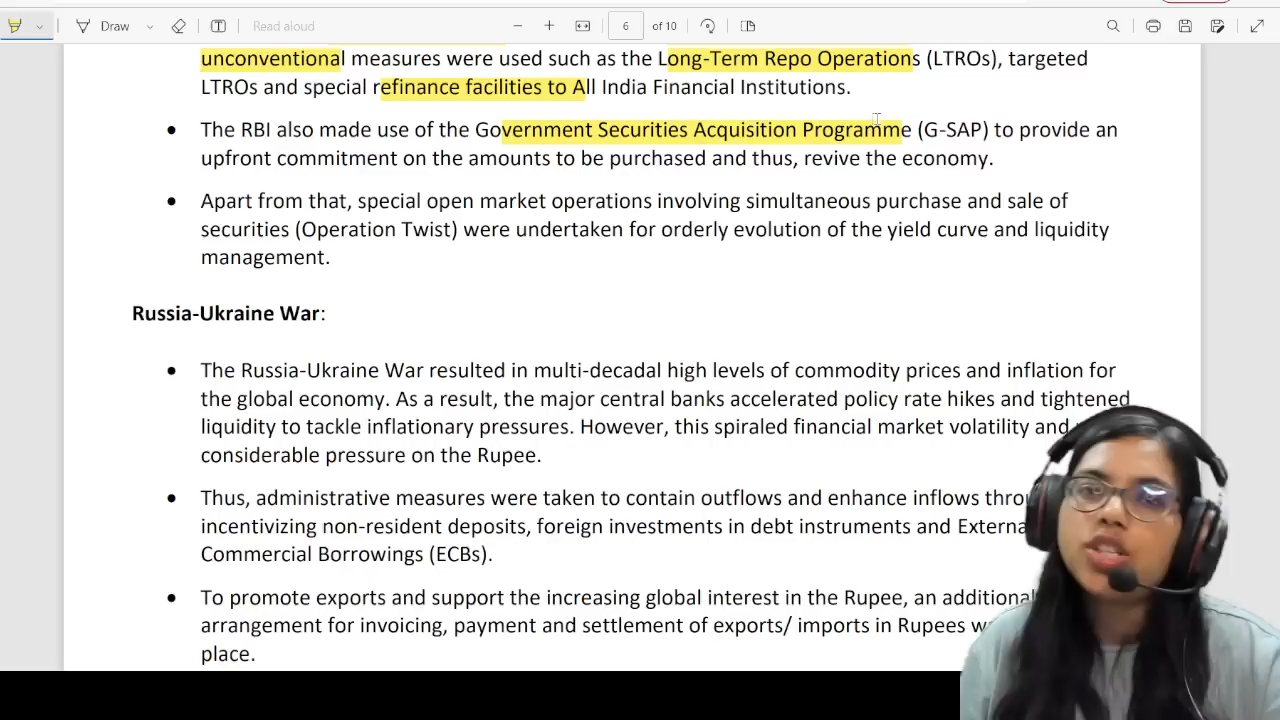 Draw
Read aloud
6 of 10
unconventional measures were used such as the Long-Term Repo Operations (LTROs), targeted
LTROs and special refinance facilities to All India Financial Institutions.
• The RBI also made use of the Government Securities Acquisition Programme (G-SAP) to provide an
upfront commitment on the amounts to be purchased and thus, revive the economy.
• Apart from that, special open market operations involving simultaneous purchase and sale of
securities (Operation Twist) were undertaken for orderly evolution of the yield curve and liquidity
management.
Russia-Ukraine War:
• The Russia-Ukraine War resulted in multi-decadal high levels of commodity prices and inflation for
the global economy. As a result, the major central banks accelerated policy rate hikes and tightened
liquidity to tackle inflationary pressures. However, this spiraled financial market volatility and
considerable pressure on the Rupee.
• Thus, administrative measures were taken to contain outflows and enhance inflows
incentivizing non-resident deposits, foreign investments in debt instruments and
Commercial Borrowings (ECBs).
• To promote exports and support the increasing global interest in the Rupee, an additional
arrangement for invoicing, payment and settlement of exports/ imports in Rupees
place.